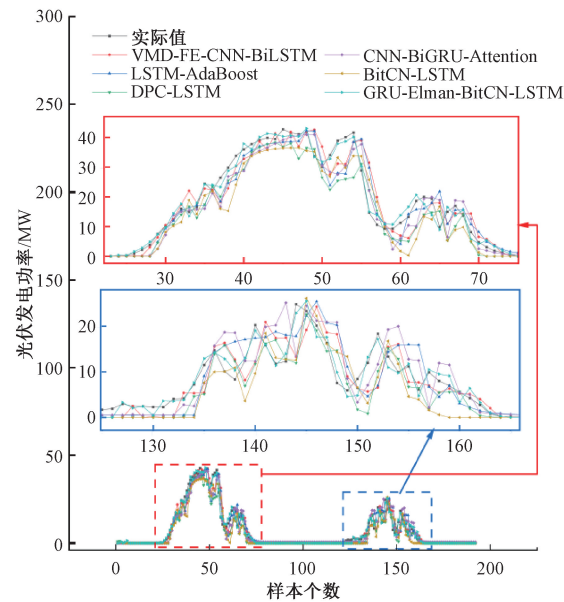 300
250
200
150
100
50
0
光伏发电功率/MW
实际值
VMD-FE-CNN-BiLSTM
CNN-BiGRU-Attention
LSTM-AdaBoost
BitCN-LSTM
DPC-LSTM
GRU-Elman-BitCN-LSTM
40
30
20
10
0
30 40 50 60 70
20
10
0
130 140 150 160
0 50 100 150 200
样本个数